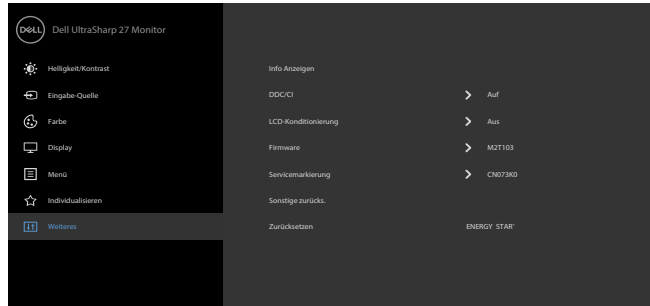 DELL Dell UltraSharp 27 Monitor
Helligkeit/Kontrast Info Anzeigen
Eingabe-Quelle DDC/CI Auf
Farbe LCD-Konditionierung Aus
Display Firmware M2T103
Menü Servicemarkierung CN073K0
Individualisieren Sonstige zurücks.
Weiteres Zurücksetzen ENERGY STAR®